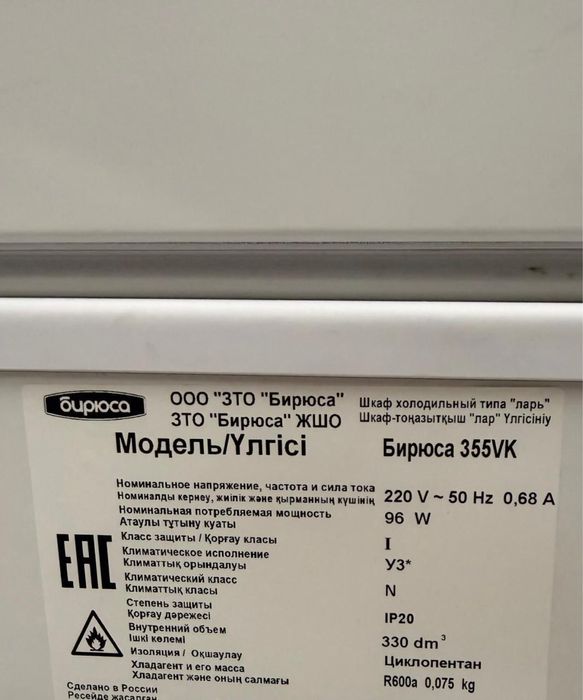 бирюса
ООО "ЗТО "Бирюса"
ЗТО "Бирюса" ЖШО
Шкаф холодильный типа "ларь"
Шкаф-тоңазытқыш "лар" Үлгісініү
Модель/Үлгісі Бирюса 355VK
Номинальное напряжение, частота и сила тока
Номиналды кернеу, жиілік және қырманның күшінің 220 V ~ 50 Hz 0,68 A
Номинальная потребляемая мощность
Атаулы тұтыну қуаты 96 W
Класс защиты / Қорғау класы I
Климатическое исполнение
Климаттық орындалуы У3*
Климатический класс
Климаттық класы N
Степень защиты
Қорғау дәрежесі IP20
Внутренний объем
Ішкі көлемі 330 dm³
Изоляция / Оқшаулау Циклопентан
Хладагент и его масса
Хладагент және оның салмағы R600a 0,075 kg
EAC
Сделано в России
Ресейде жасалған